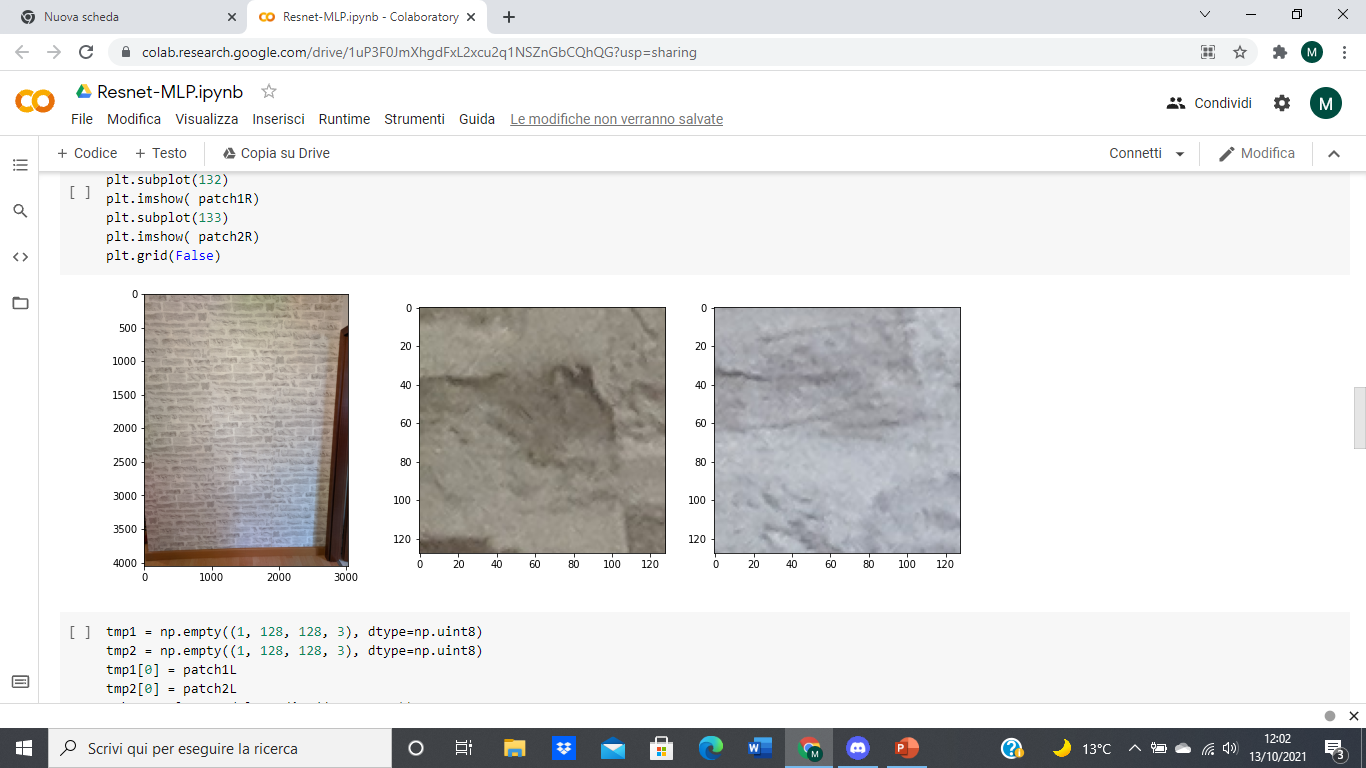 Nuova scheda
Resnet-MLP.ipynb - Colaboratory
colab.research.google.com/drive/1uP3F0JmXhgdFxL2xcu2q1NSZnGbCQhQG?usp=sharing
M
Resnet-MLP.ipynb
Condividi
M
File Modifica Visualizza Inserisci Runtime Strumenti Guida Le modifiche non verranno salvate
+ Codice + Testo Copia su Drive Connetti Modifica
plt.subplot(132)
[ ] plt.imshow( patch1R)
plt.subplot(133)
plt.imshow( patch2R)
plt.grid(False)
0
500
1000
1500
2000
2500
3000
3500
4000
0 1000 2000 3000
0
20
40
60
80
100
120
0 20 40 60 80 100 120
0
20
40
60
80
100
120
0 20 40 60 80 100 120
[ ] tmp1 = np.empty((1, 128, 128, 3), dtype=np.uint8)
tmp2 = np.empty((1, 128, 128, 3), dtype=np.uint8)
tmp1[0] = patch1L
tmp2[0] = patch2L
Scrivi qui per eseguire la ricerca
13°C
12:02
13/10/2021
3